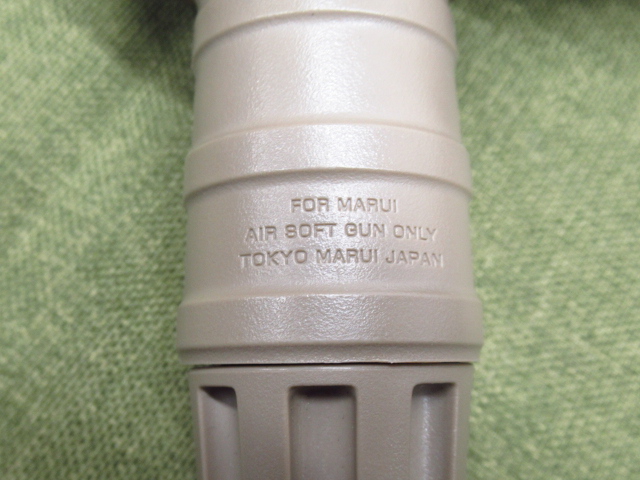 FOR MARUI
AIR SOFT GUN ONLY
TOKYO MARUI JAPAN